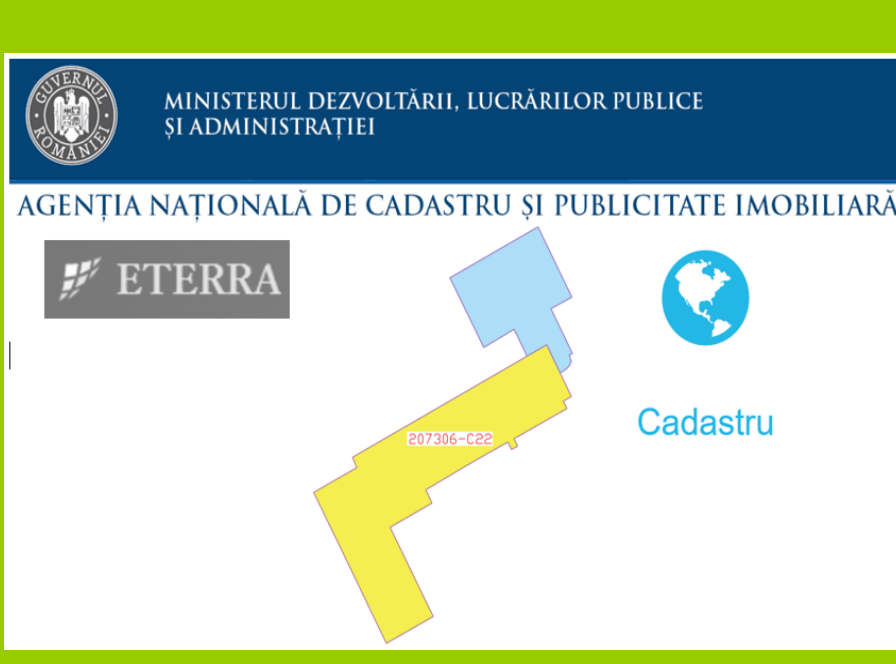 GUVERNUL ROMÂNIEI
MINISTERUL DEZVOLTĂRII, LUCRĂRILOR PUBLICE
ȘI ADMINISTRAȚIEI
AGENȚIA NAȚIONALĂ DE CADASTRU ȘI PUBLICITATE IMOBILIARĂ
ETERRA
Cadastru
207306-C22